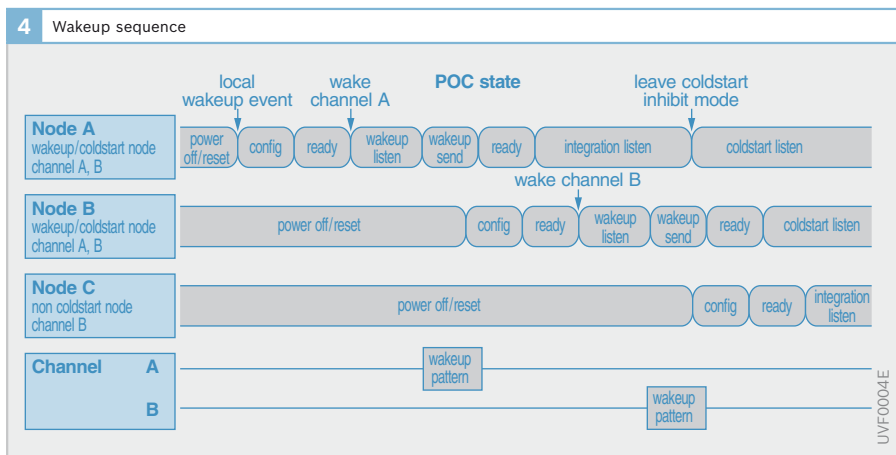 4 Wakeup sequence
local
wakeup event
wake
channel A
POC state
leave coldstart
inhibit mode
Node A
wakeup/coldstart node
channel A, B
power
off/reset
config
ready
wakeup
listen
wakeup
send
ready
integration listen
coldstart listen
wake channel B
Node B
wakeup/coldstart node
channel A, B
power off/reset
config
ready
wakeup
listen
wakeup
send
ready
coldstart listen
Node C
non coldstart node
channel B
power off/reset
config
ready
integration
listen
Channel A
wakeup
pattern
B
wakeup
pattern
UVF0004E